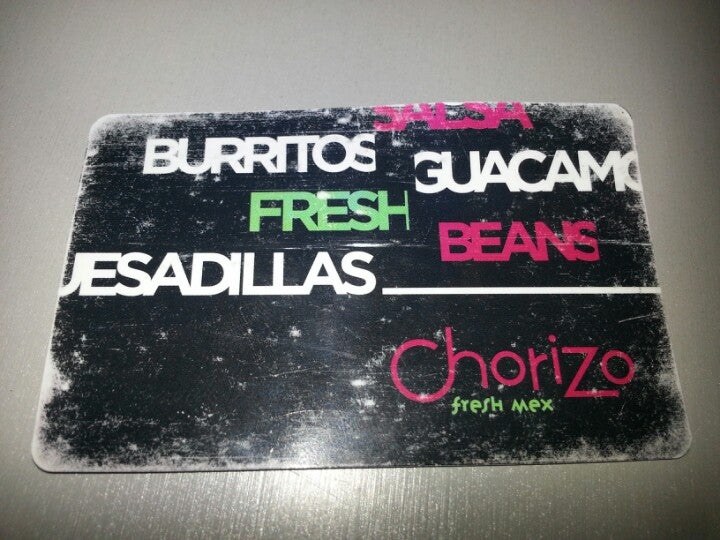 SALSA
BURRITOS
GUACAMO
FRESH
BEANS
UESADILLAS
Chorizo
fresh mex